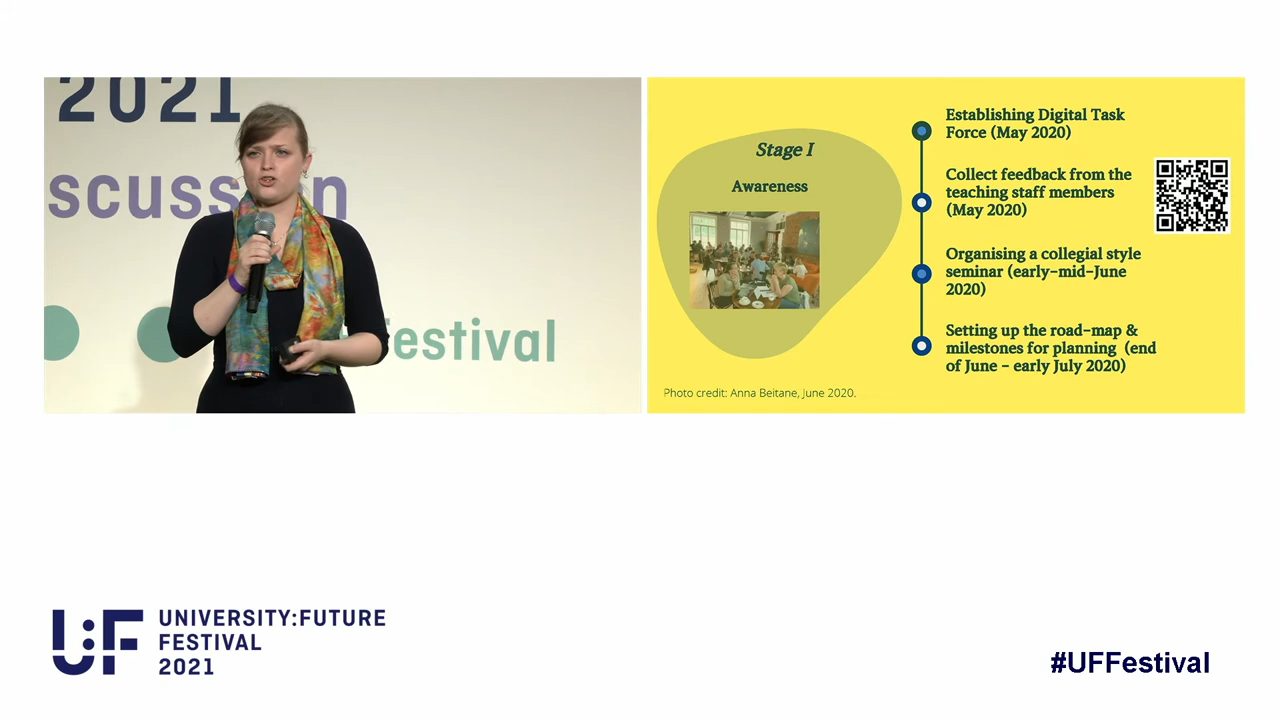 2021
scussion
estival
Stage I
Awareness
Photo credit: Anna Beitane, June 2020.
Establishing Digital Task
Force (May 2020)
Collect feedback from the
teaching staff members
(May 2020)
Organising a collegial style
seminar (early-mid-June
2020)
Setting up the road-map &
milestones for planning (end
of June - early July 2020)
U:F
UNIVERSITY:FUTURE
FESTIVAL
2021
#UFFestival